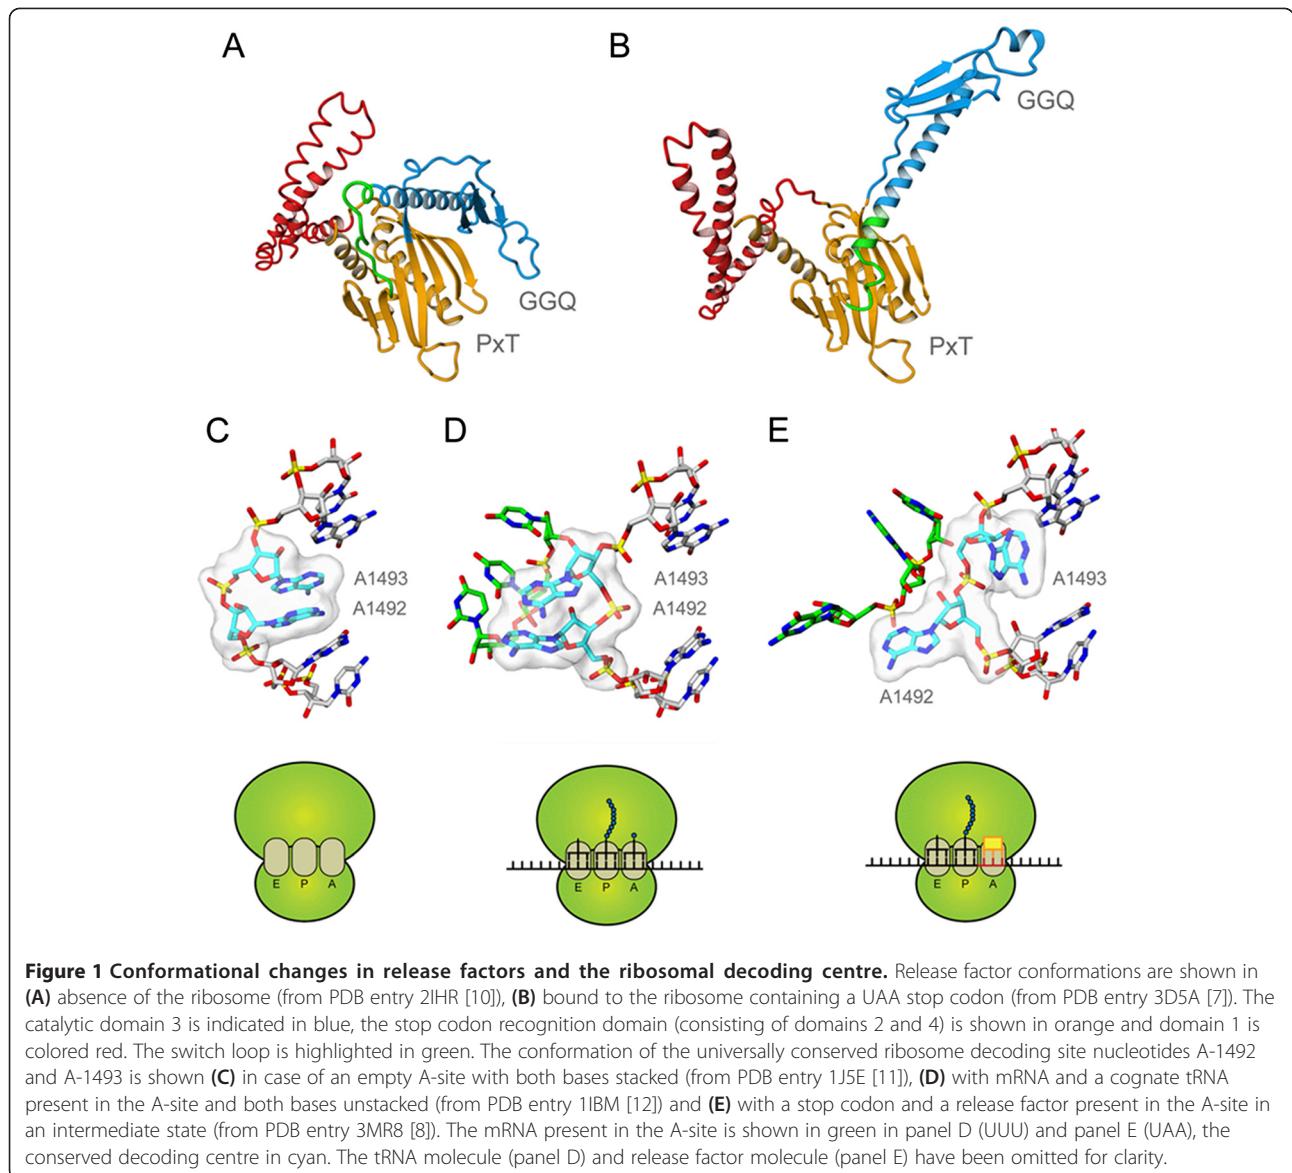 A
B
GGQ
GGQ
PxT
PxT
C
D
E
A1493
A1492
A1493
A1492
A1493
A1492
E P A
E P A
E P A
Figure 1 Conformational changes in release factors and the ribosomal decoding centre. Release factor conformations are shown in
(A) absence of the ribosome (from PDB entry 2IHR [10]), (B) bound to the ribosome containing a UAA stop codon (from PDB entry 3D5A [7]). The
catalytic domain 3 is indicated in blue, the stop codon recognition domain (consisting of domains 2 and 4) is shown in orange and domain 1 is
colored red. The switch loop is highlighted in green. The conformation of the universally conserved ribosome decoding site nucleotides A-1492
and A-1493 is shown (C) in case of an empty A-site with both bases stacked (from PDB entry 1J5E [11]), (D) with mRNA and a cognate tRNA
present in the A-site and both bases unstacked (from PDB entry 1IBM [12]) and (E) with a stop codon and a release factor present in the A-site in
an intermediate state (from PDB entry 3MR8 [8]). The mRNA present in the A-site is shown in green in panel D (UUU) and panel E (UAA), the
conserved decoding centre in cyan. The tRNA molecule (panel D) and release factor molecule (panel E) have been omitted for clarity.